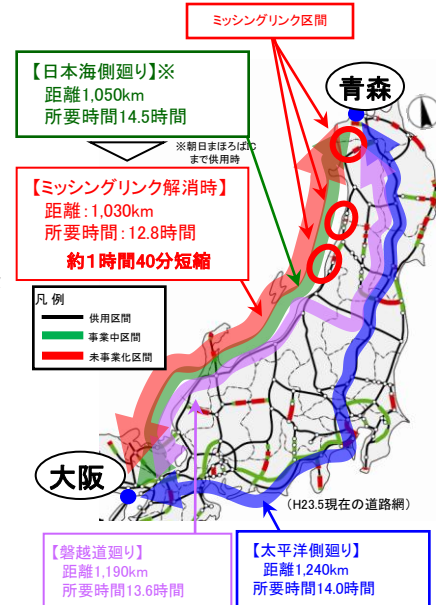 ミッシングリンク区間
【日本海側廻り】※
距離1,050km
所要時間14.5時間
青森
※朝日まほろばIC
まで供用時
【ミッシングリンク解消時】
距離:1,030km
所要時間:12.8時間
約1時間40分短縮
凡 例
供用区間
事業中区間
未事業化区間
大阪
(H23.5現在の道路網)
【磐越道廻り】
距離1,190km
所要時間13.6時間
【太平洋側廻り】
距離1,240km
所要時間14.0時間